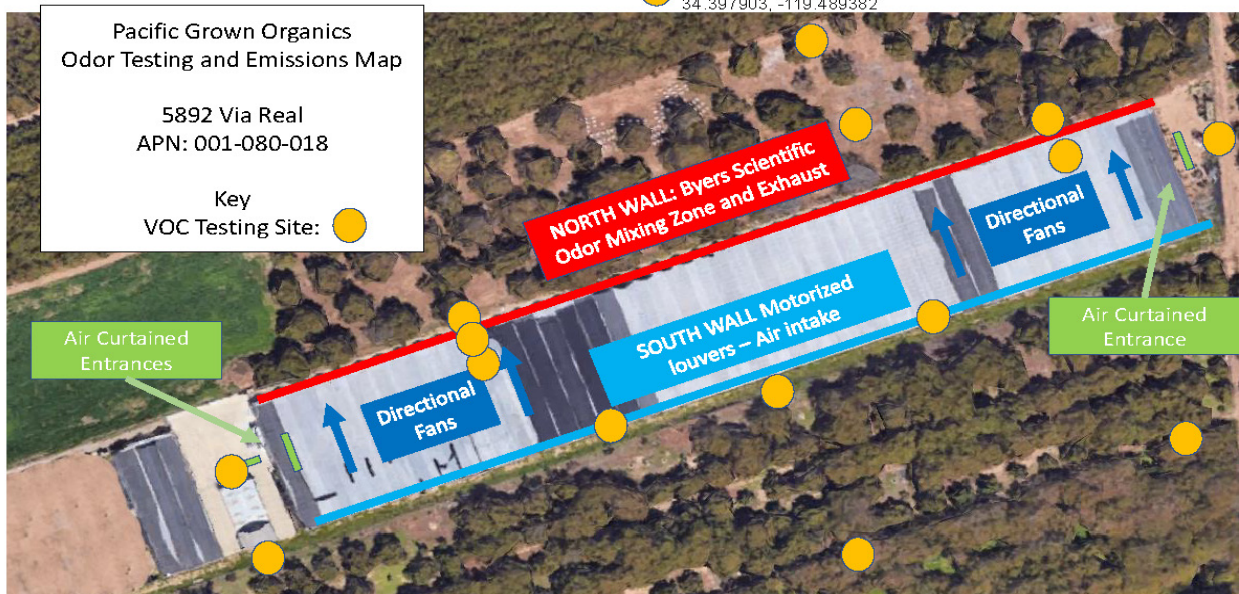 34.397903, -119.489382
Pacific Grown Organics
Odor Testing and Emissions Map
5892 Via Real
APN: 001-080-018
Key
VOC Testing Site:
NORTH WALL: Byers Scientific
Odor Mixing Zone and Exhaust
Directional
Fans
SOUTH WALL Motorized
louvers – Air intake
Air Curtained
Entrance
Air Curtained
Entrances
Directional
Fans